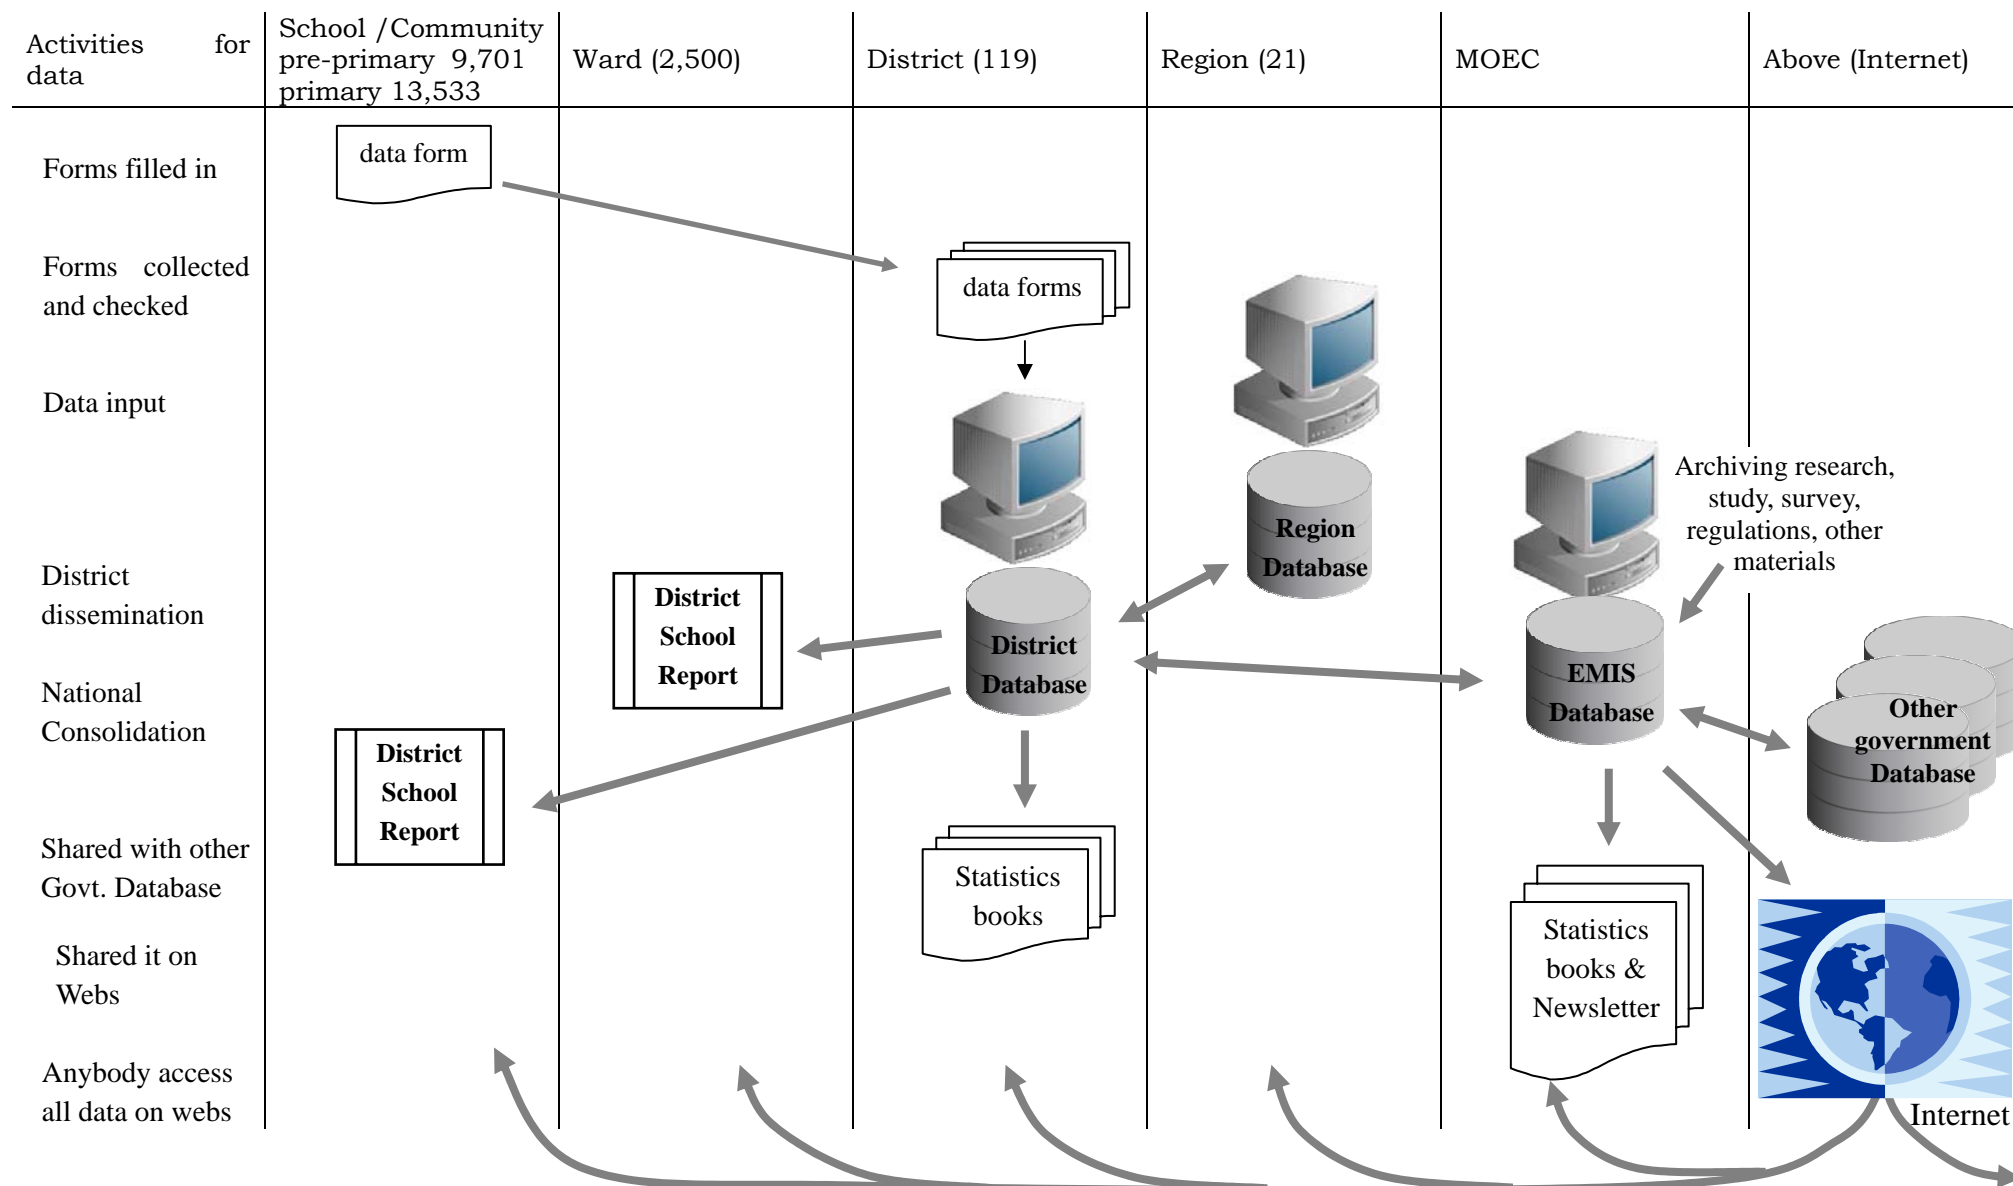 Activities for
data
School /Community
pre-primary 9,701
primary 13,533
Ward (2,500)
District (119)
Region (21)
MOEC
Above (Internet)
Forms filled in
data form
Forms collected
and checked
data forms
Data input
Archiving research,
study, survey,
regulations, other
materials
Region
Database
District
dissemination
District
School
Report
District
Database
EMIS
Database
National
Consolidation
Other
government
Database
District
School
Report
Shared with other
Govt. Database
Statistics
books
Shared it on
Webs
Statistics
books &
Newsletter
Anybody access
all data on webs
Internet